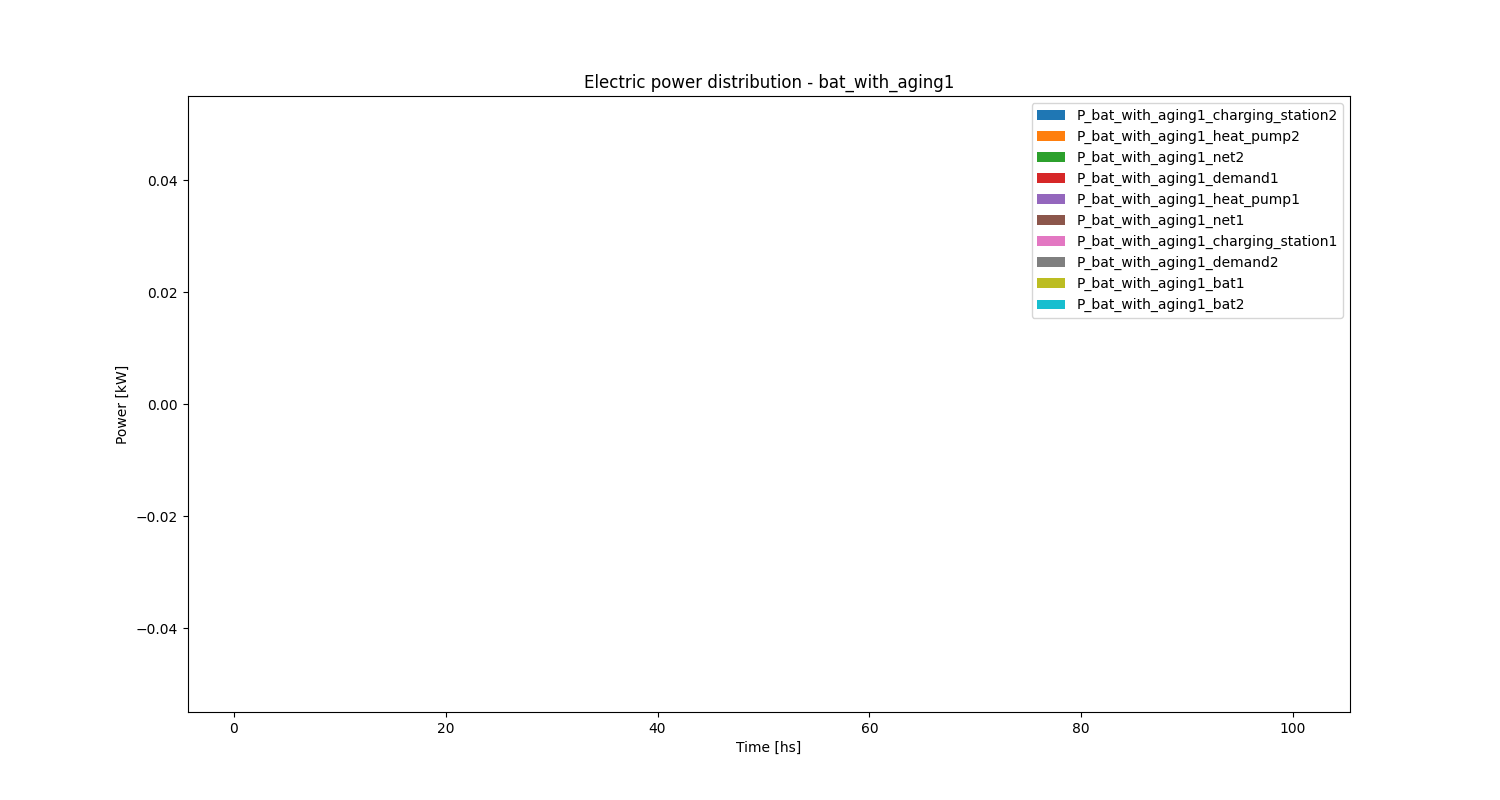 Electric power distribution - bat_with_aging1
P_bat_with_aging1_charging_station2
P_bat_with_aging1_heat_pump2
P_bat_with_aging1_net2
P_bat_with_aging1_demand1
P_bat_with_aging1_heat_pump1
P_bat_with_aging1_net1
P_bat_with_aging1_charging_station1
P_bat_with_aging1_demand2
P_bat_with_aging1_bat1
P_bat_with_aging1_bat2
Power [kW]
0.04
0.02
0.00
−0.02
−0.04
0 20 40 60 80 100
Time [hs]